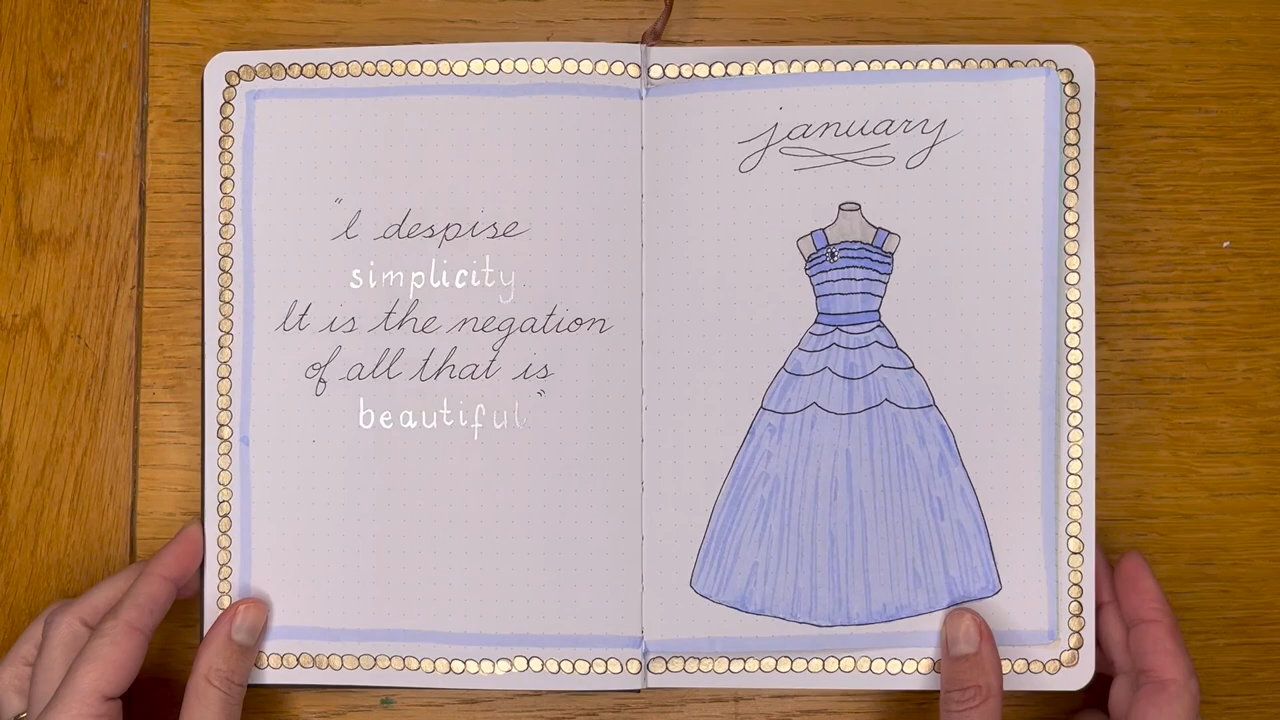 "I despise
simplicity.
It is the negation
of all that is
beautiful"
january